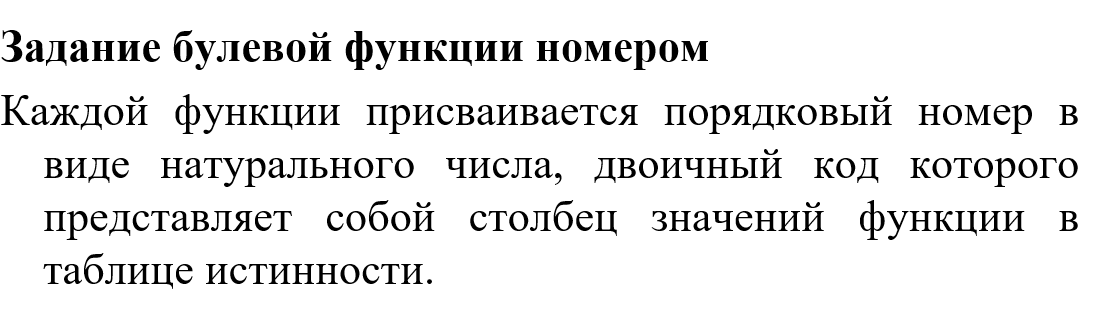 Задание булевой функции номером
Каждой функции присваивается порядковый номер в
виде натурального числа, двоичный код которого
представляет собой столбец значений функции в
таблице истинности.